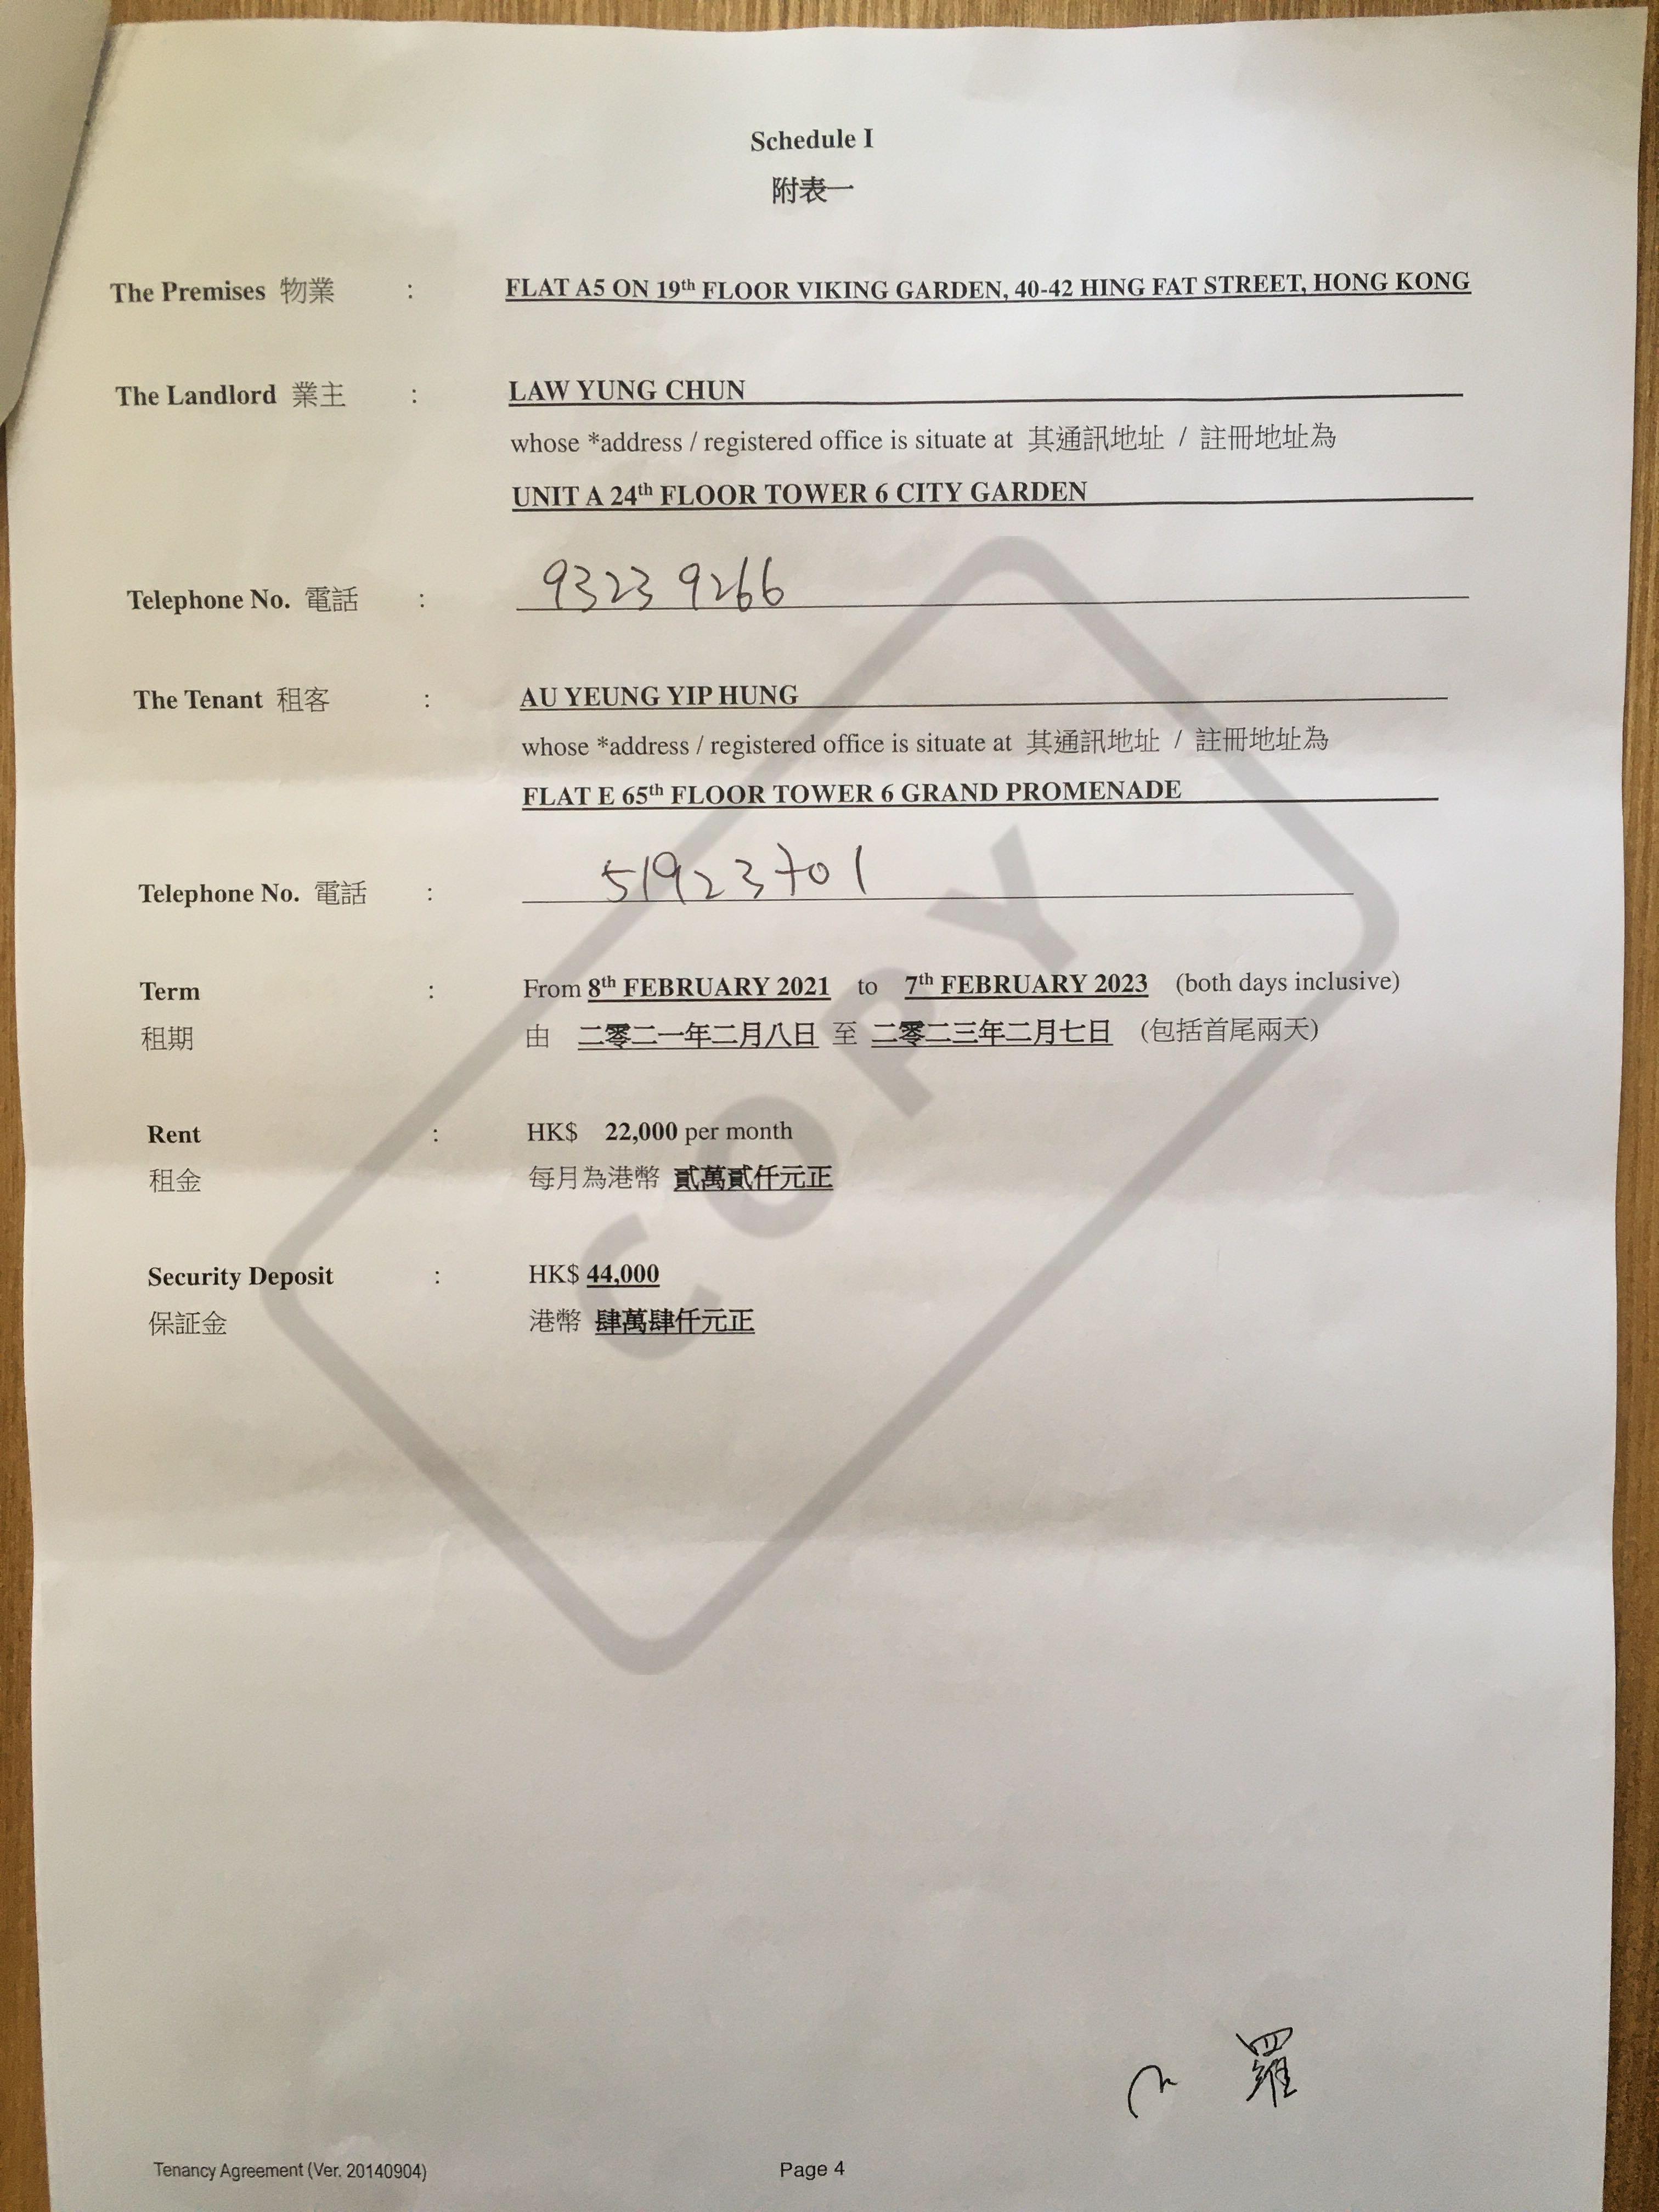 Schedule I
附表一
The Premises 物業 : FLAT A5 ON 19th FLOOR VIKING GARDEN, 40-42 HING FAT STREET, HONG KONG
The Landlord 業主 : LAW YUNG CHUN
whose *address / registered office is situate at 其通訊地址 / 註冊地址為
UNIT A 24th FLOOR TOWER 6 CITY GARDEN
Telephone No. 電話 : 9323 9266
The Tenant 租客 : AU YEUNG YIP HUNG
whose *address / registered office is situate at 其通訊地址 / 註冊地址為
FLAT E 65th FLOOR TOWER 6 GRAND PROMENADE
Telephone No. 電話 : 51923701
Term : From 8th FEBRUARY 2021 to 7th FEBRUARY 2023 (both days inclusive)
租期 由 二零二一年二月八日 至 二零二三年二月七日 (包括首尾兩天)
Rent : HK$ 22,000 per month
租金 每月為港幣 貳萬貳仟元正
Security Deposit : HK$ 44,000
保証金 港幣 肆萬肆仟元正
COPY
羅
Tenancy Agreement (Ver. 20140904) Page 4